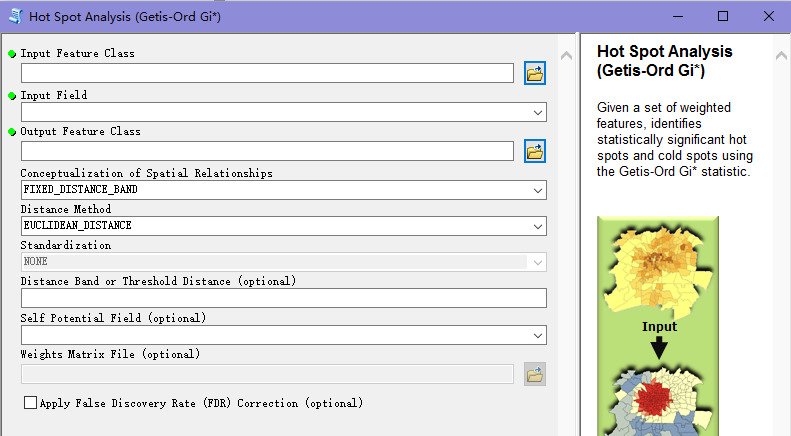 Hot Spot Analysis (Getis-Ord Gi*)
Input Feature Class
Input Field
Output Feature Class
Conceptualization of Spatial Relationships
FIXED_DISTANCE_BAND
Distance Method
EUCLIDEAN_DISTANCE
Standardization
NONE
Distance Band or Threshold Distance (optional)
Self Potential Field (optional)
Weights Matrix File (optional)
Apply False Discovery Rate (FDR) Correction (optional)
Hot Spot Analysis
(Getis-Ord Gi*)
Given a set of weighted
features, identifies
statistically significant hot
spots and cold spots using
the Getis-Ord Gi* statistic.
Input